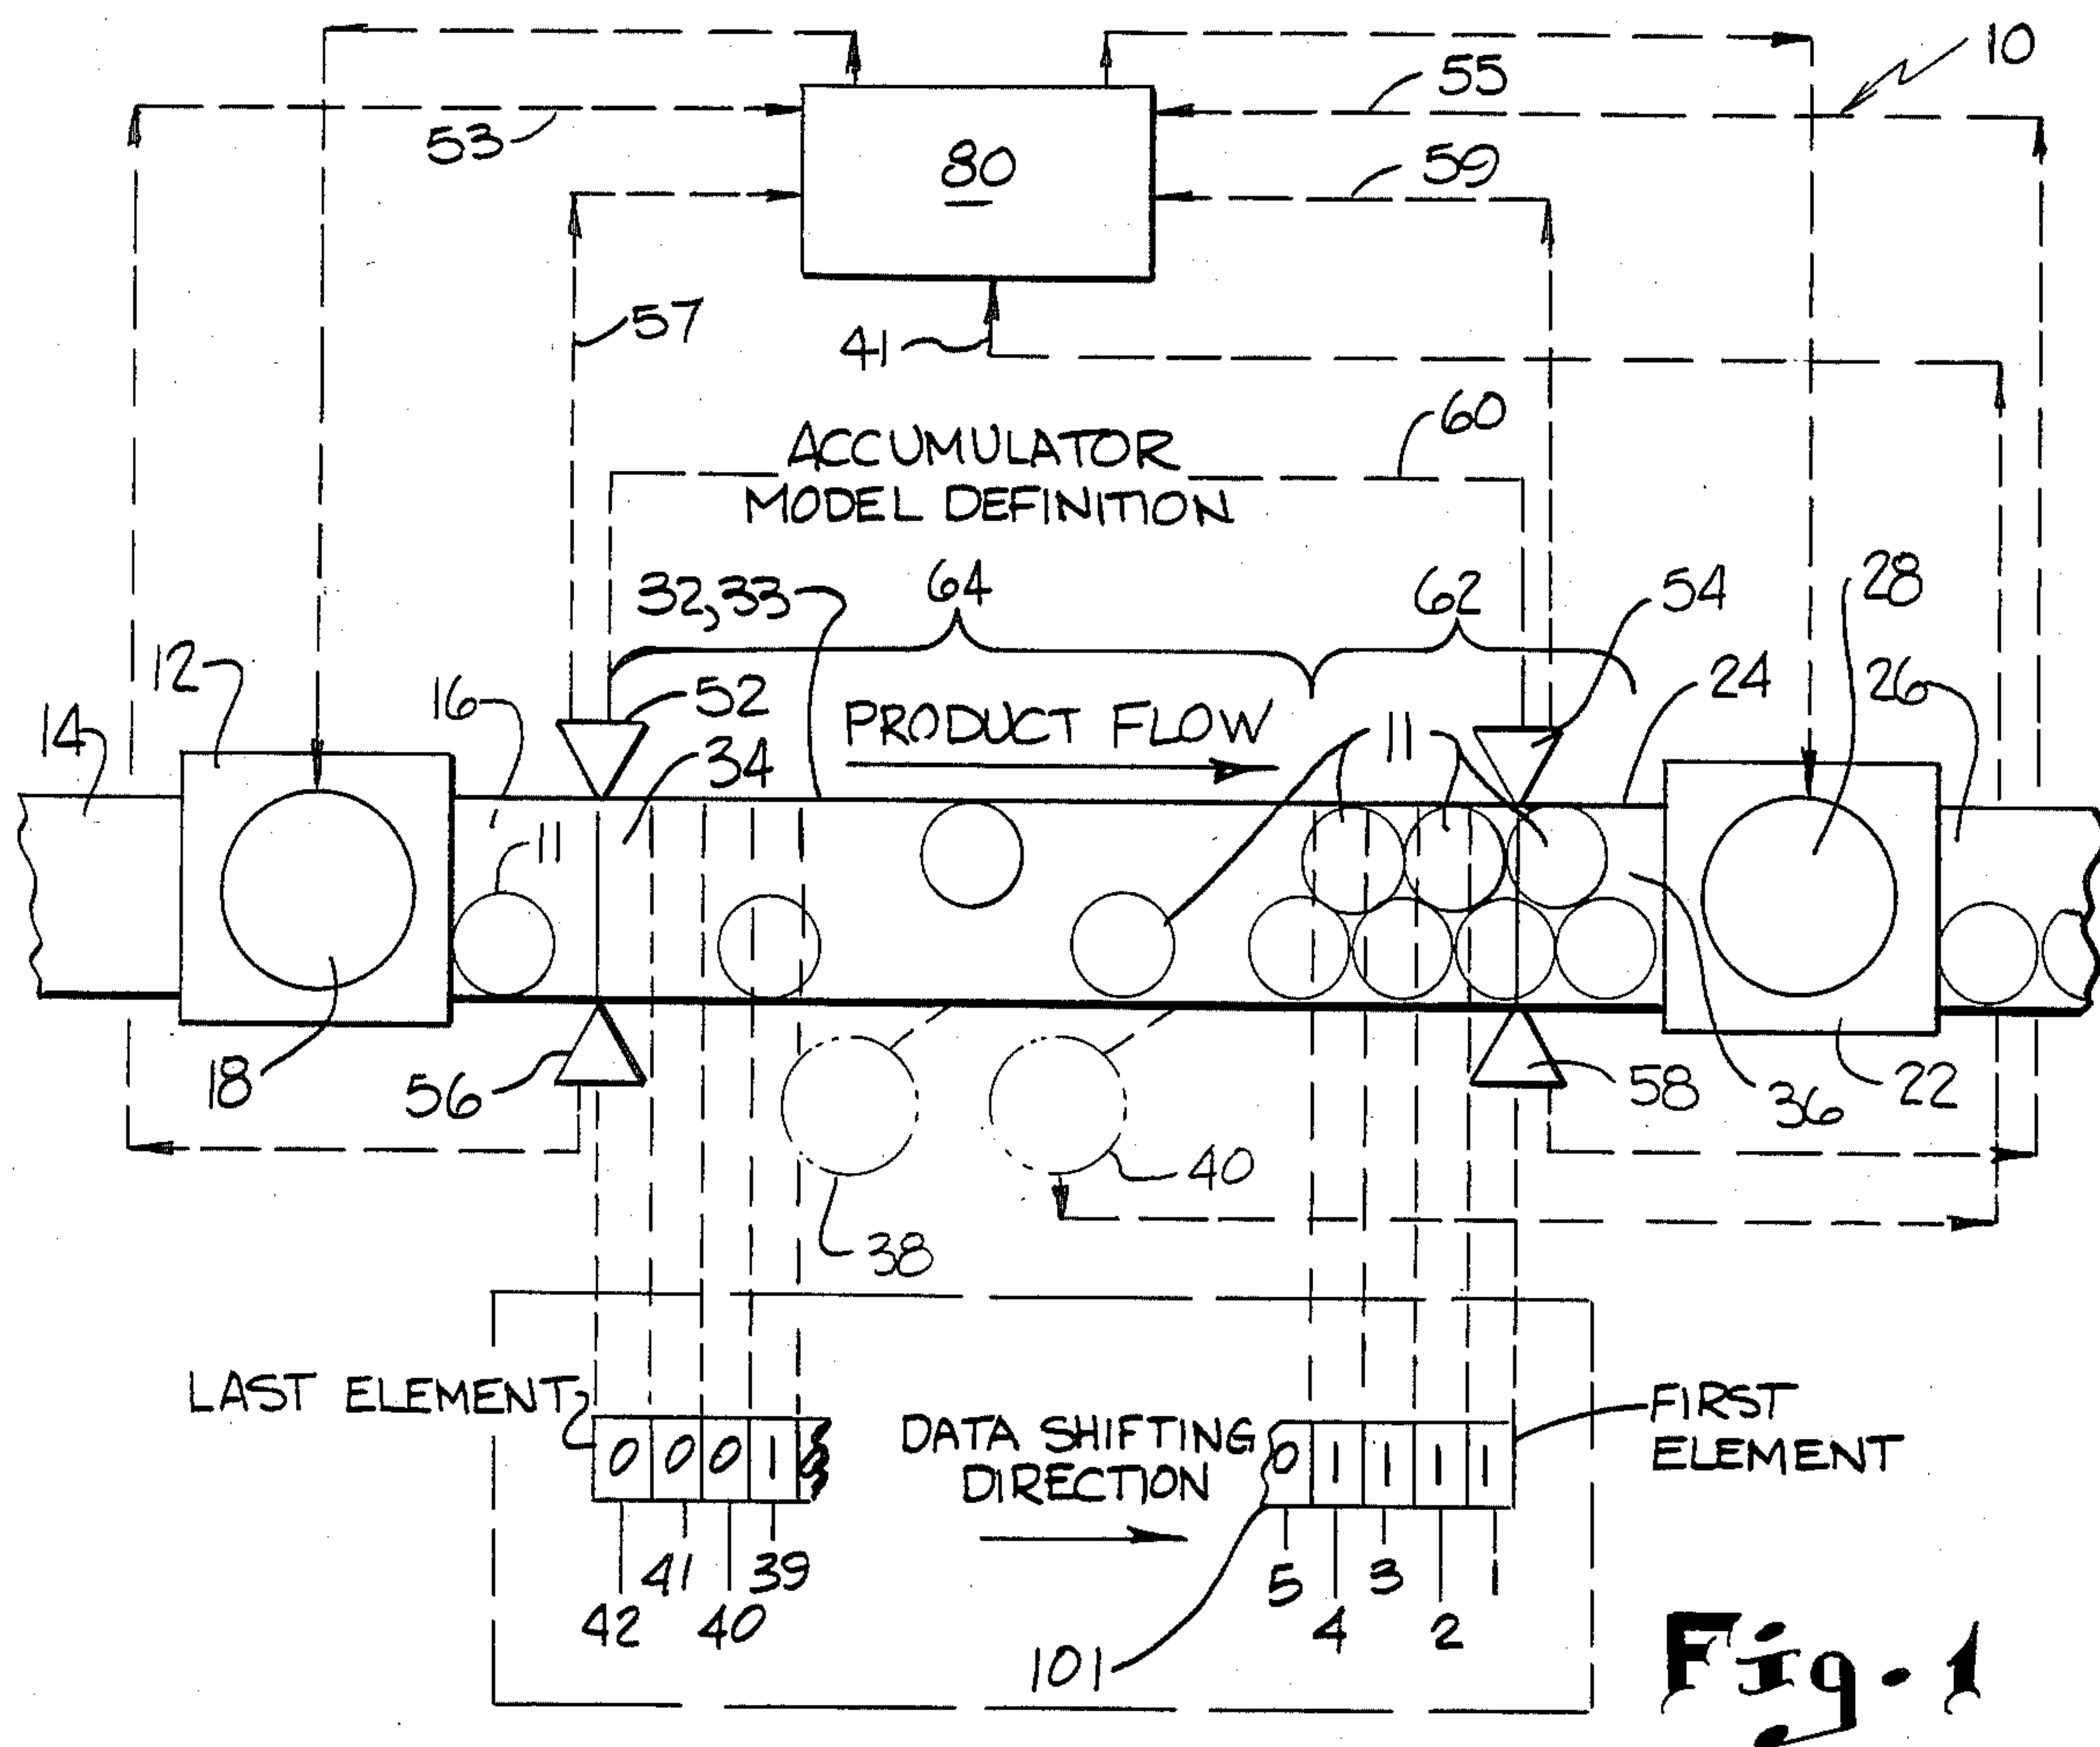 10
55
53
80
59
57
41
60
ACCUMULATOR
MODEL DEFINITION
32,33
64
62
54
28
12
16
52
24
26
14
PRODUCT FLOW
11
34
11
18
56
58
36
22
40
38
LAST ELEMENT
FIRST
ELEMENT
0 0 0 1 0
DATA SHIFTING
DIRECTION
0 1 1 1 1
42 41 40 39
5 4 3 2 1
101
Fig. 1